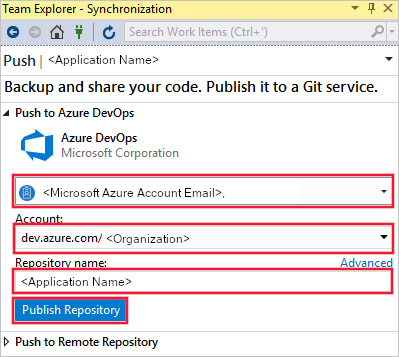 Team Explorer - Synchronization
Search Work Items (Ctrl+')
Push | <Application Name>
Backup and share your code. Publish it to a Git service.
Push to Azure DevOps
Azure DevOps
Microsoft Corporation
<Microsoft Azure Account Email>.
Account:
dev.azure.com/ <Organization>
Repository name: Advanced
<Application Name>
Publish Repository
Push to Remote Repository